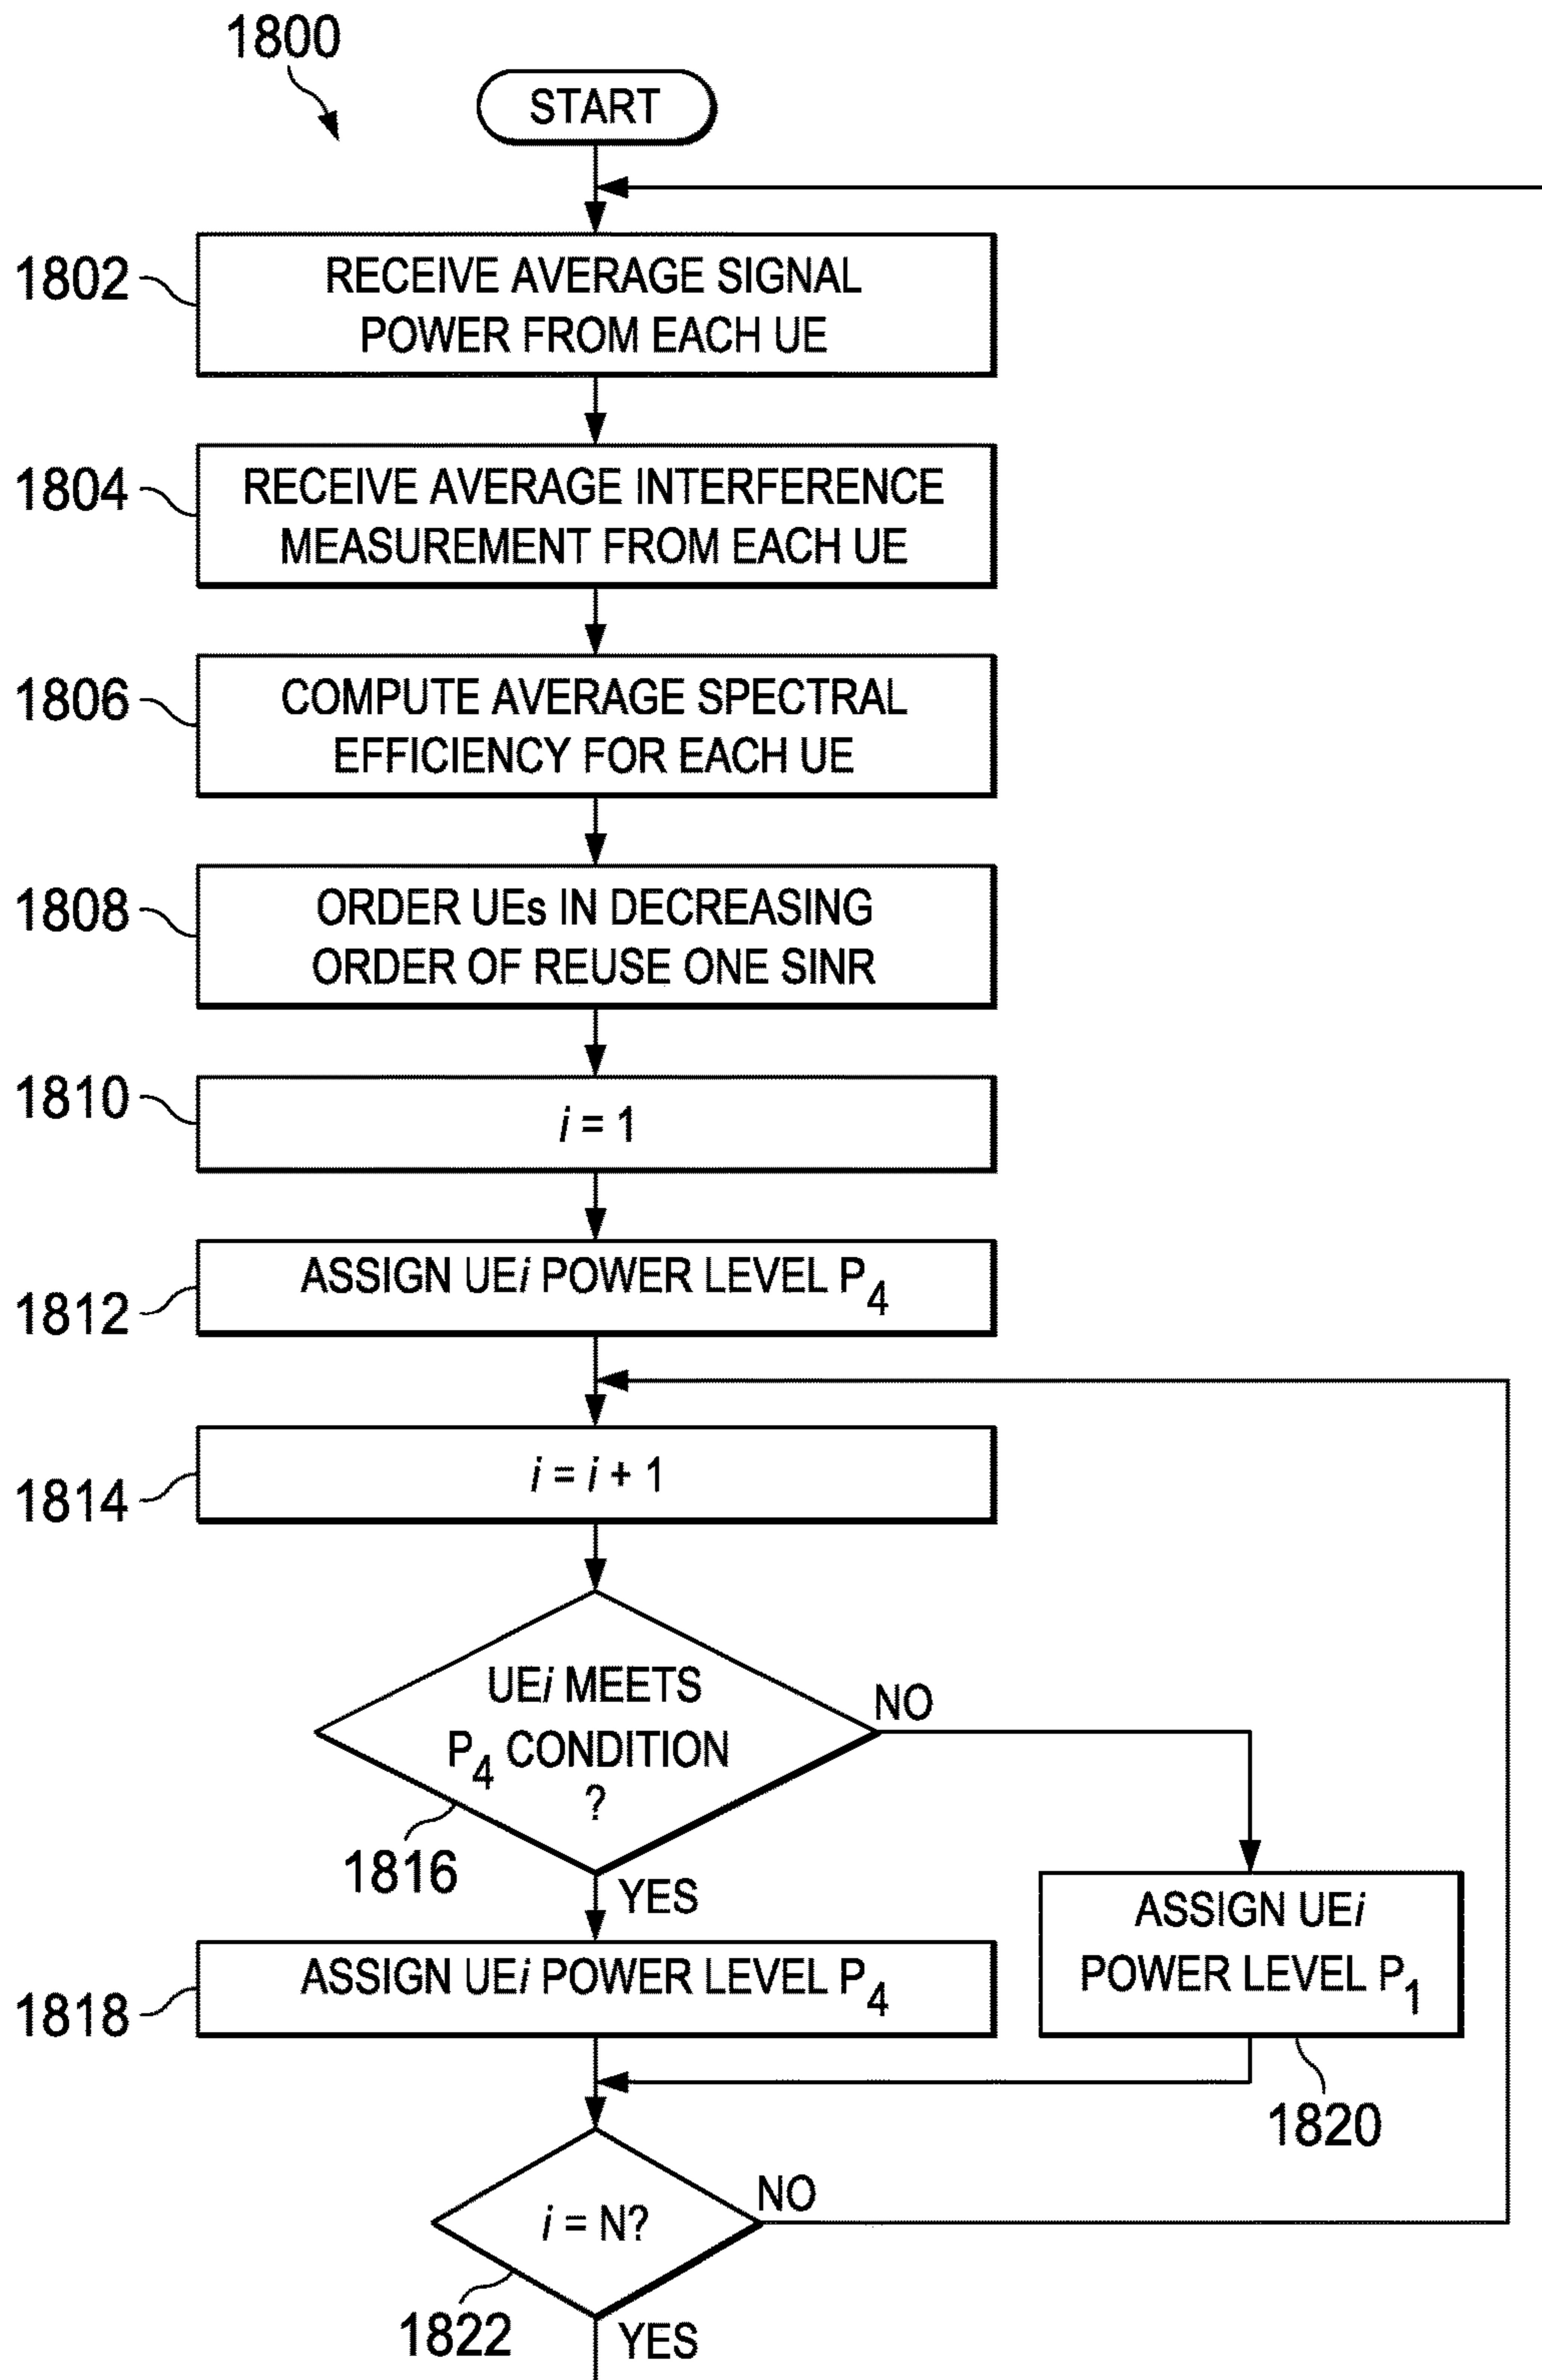 1800
START
1802
RECEIVE AVERAGE SIGNAL
POWER FROM EACH UE
1804
RECEIVE AVERAGE INTERFERENCE
MEASUREMENT FROM EACH UE
1806
COMPUTE AVERAGE SPECTRAL
EFFICIENCY FOR EACH UE
1808
ORDER UEs IN DECREASING
ORDER OF REUSE ONE SINR
1810
i = 1
1812
ASSIGN UEi POWER LEVEL P4
1814
i = i + 1
UEi MEETS
P4 CONDITION
?
NO
1816
YES
ASSIGN UEi
POWER LEVEL P1
1818
ASSIGN UEi POWER LEVEL P4
1820
i = N?
NO
1822
YES